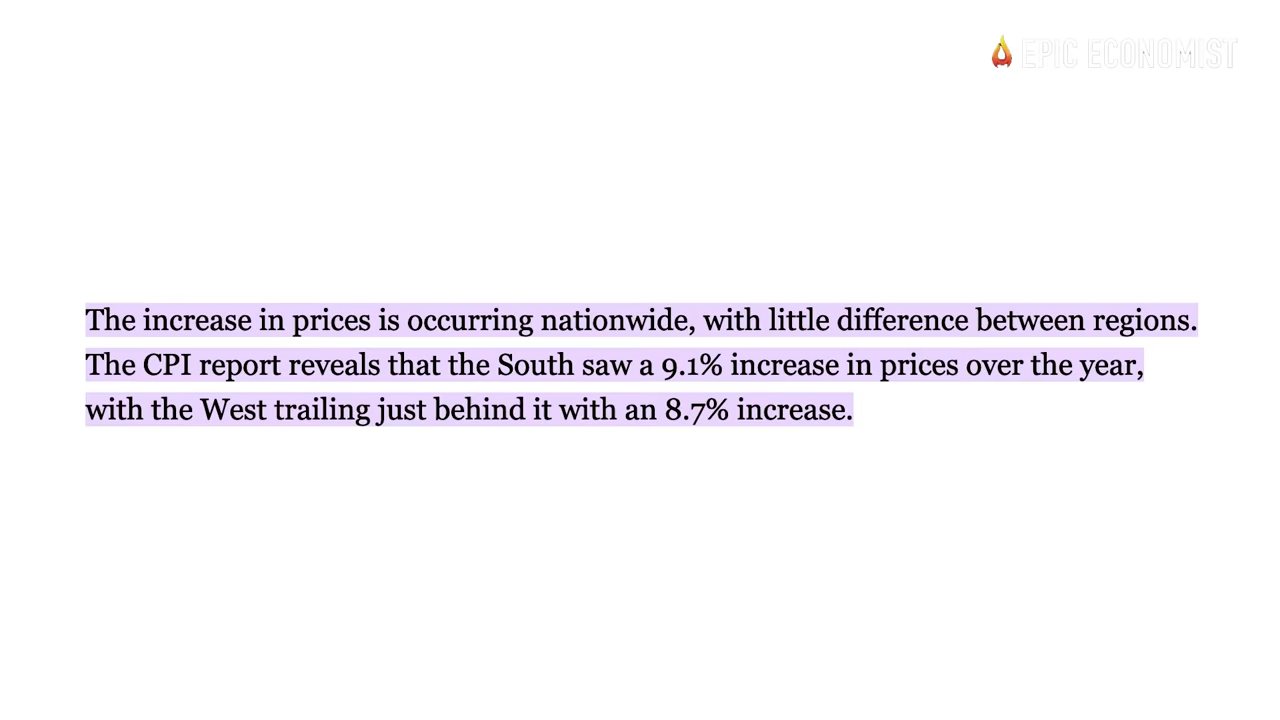 EPIC ECONOMIST
The increase in prices is occurring nationwide, with little difference between regions.
The CPI report reveals that the South saw a 9.1% increase in prices over the year,
with the West trailing just behind it with an 8.7% increase.